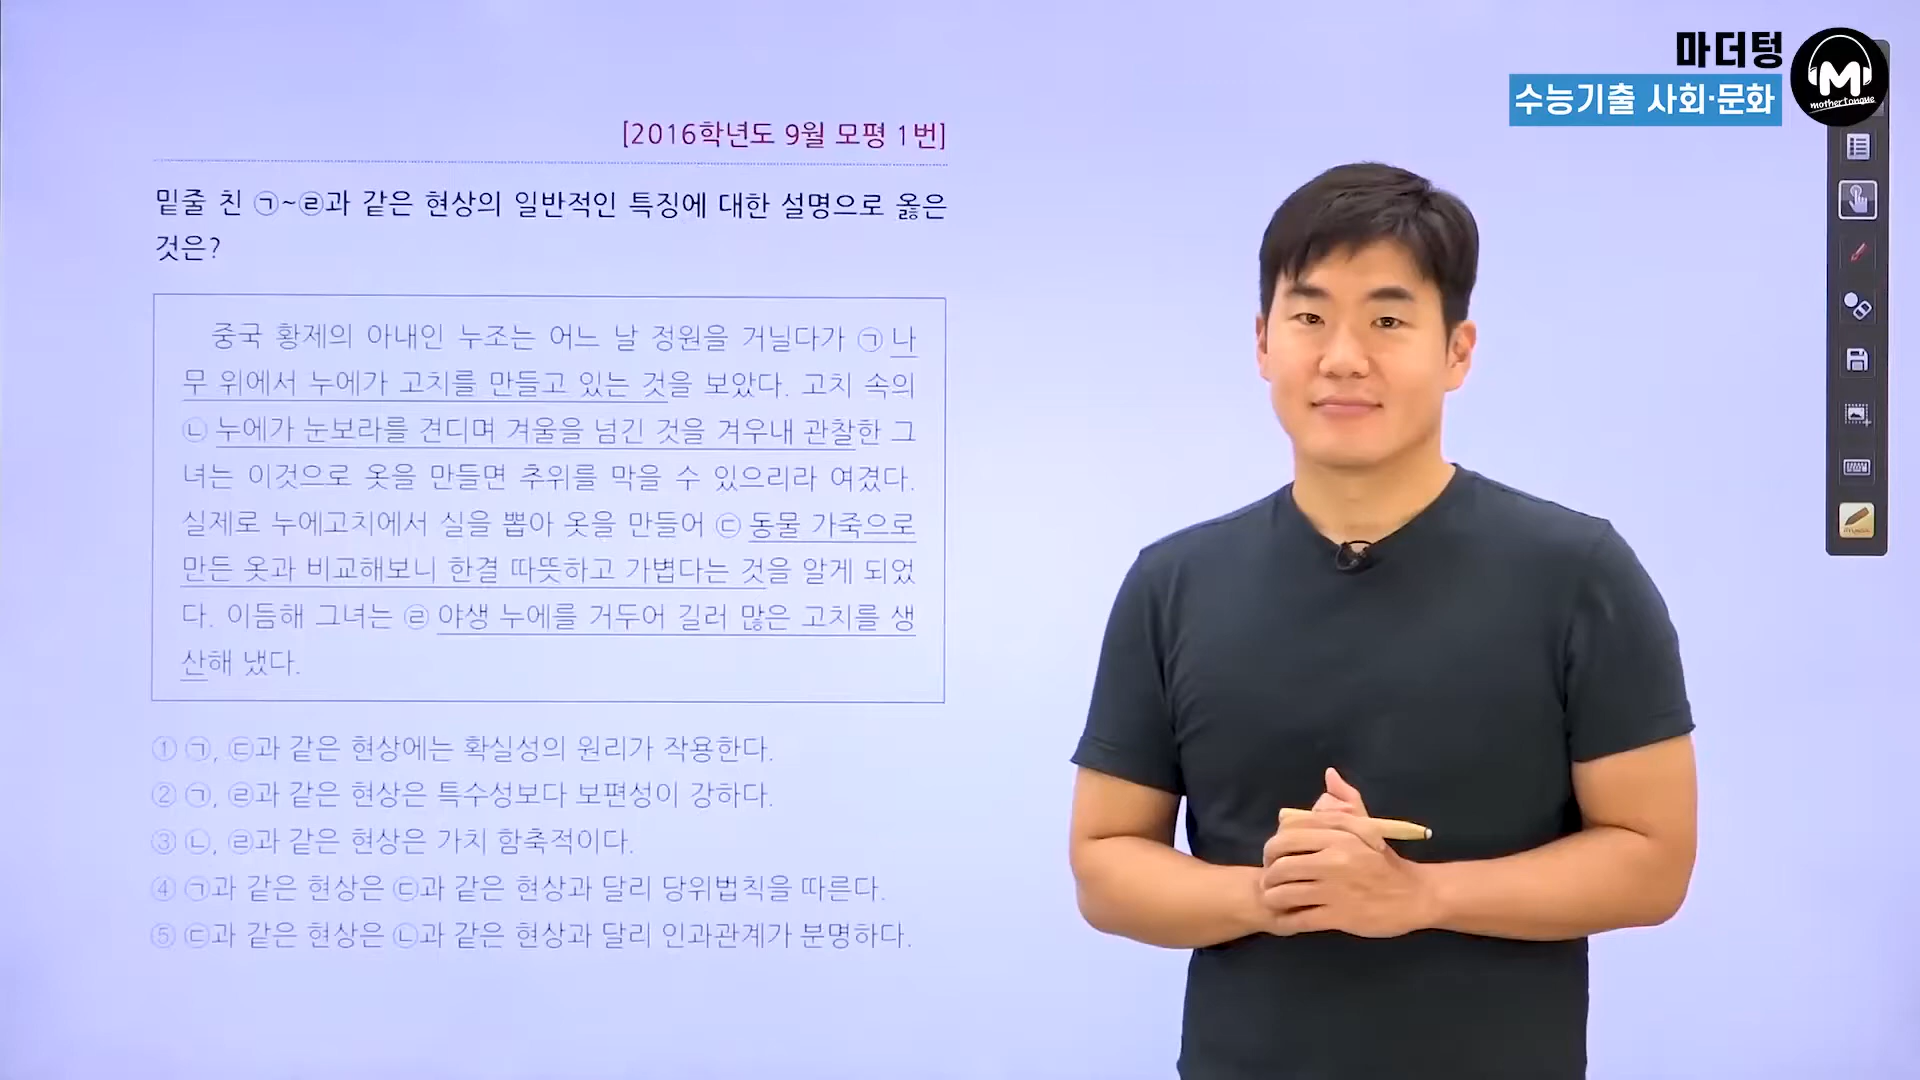 마더텅
수능기출 사회·문화
M
mothertongue
[2016학년도 9월 모평 1번]
밑줄 친 ㉠~㉣과 같은 현상의 일반적인 특징에 대한 설명으로 옳은
것은?
중국 황제의 아내인 누조는 어느 날 정원을 거닐다가 ㉠ 나
무 위에서 누에가 고치를 만들고 있는 것을 보았다. 고치 속의
㉡ 누에가 눈보라를 견디며 겨울을 넘긴 것을 겨우내 관찰한 그
녀는 이것으로 옷을 만들면 추위를 막을 수 있으리라 여겼다.
실제로 누에고치에서 실을 뽑아 옷을 만들어 ㉢ 동물 가죽으로
만든 옷과 비교해보니 한결 따뜻하고 가볍다는 것을 알게 되었
다. 이듬해 그녀는 ㉣ 야생 누에를 거두어 길러 많은 고치를 생
산해 냈다.
① ㉠, ㉢과 같은 현상에는 확실성의 원리가 작용한다.
② ㉠, ㉣과 같은 현상은 특수성보다 보편성이 강하다.
③ ㉡, ㉣과 같은 현상은 가치 함축적이다.
④ ㉠과 같은 현상은 ㉢과 같은 현상과 달리 당위법칙을 따른다.
⑤ ㉢과 같은 현상은 ㉡과 같은 현상과 달리 인과관계가 분명하다.